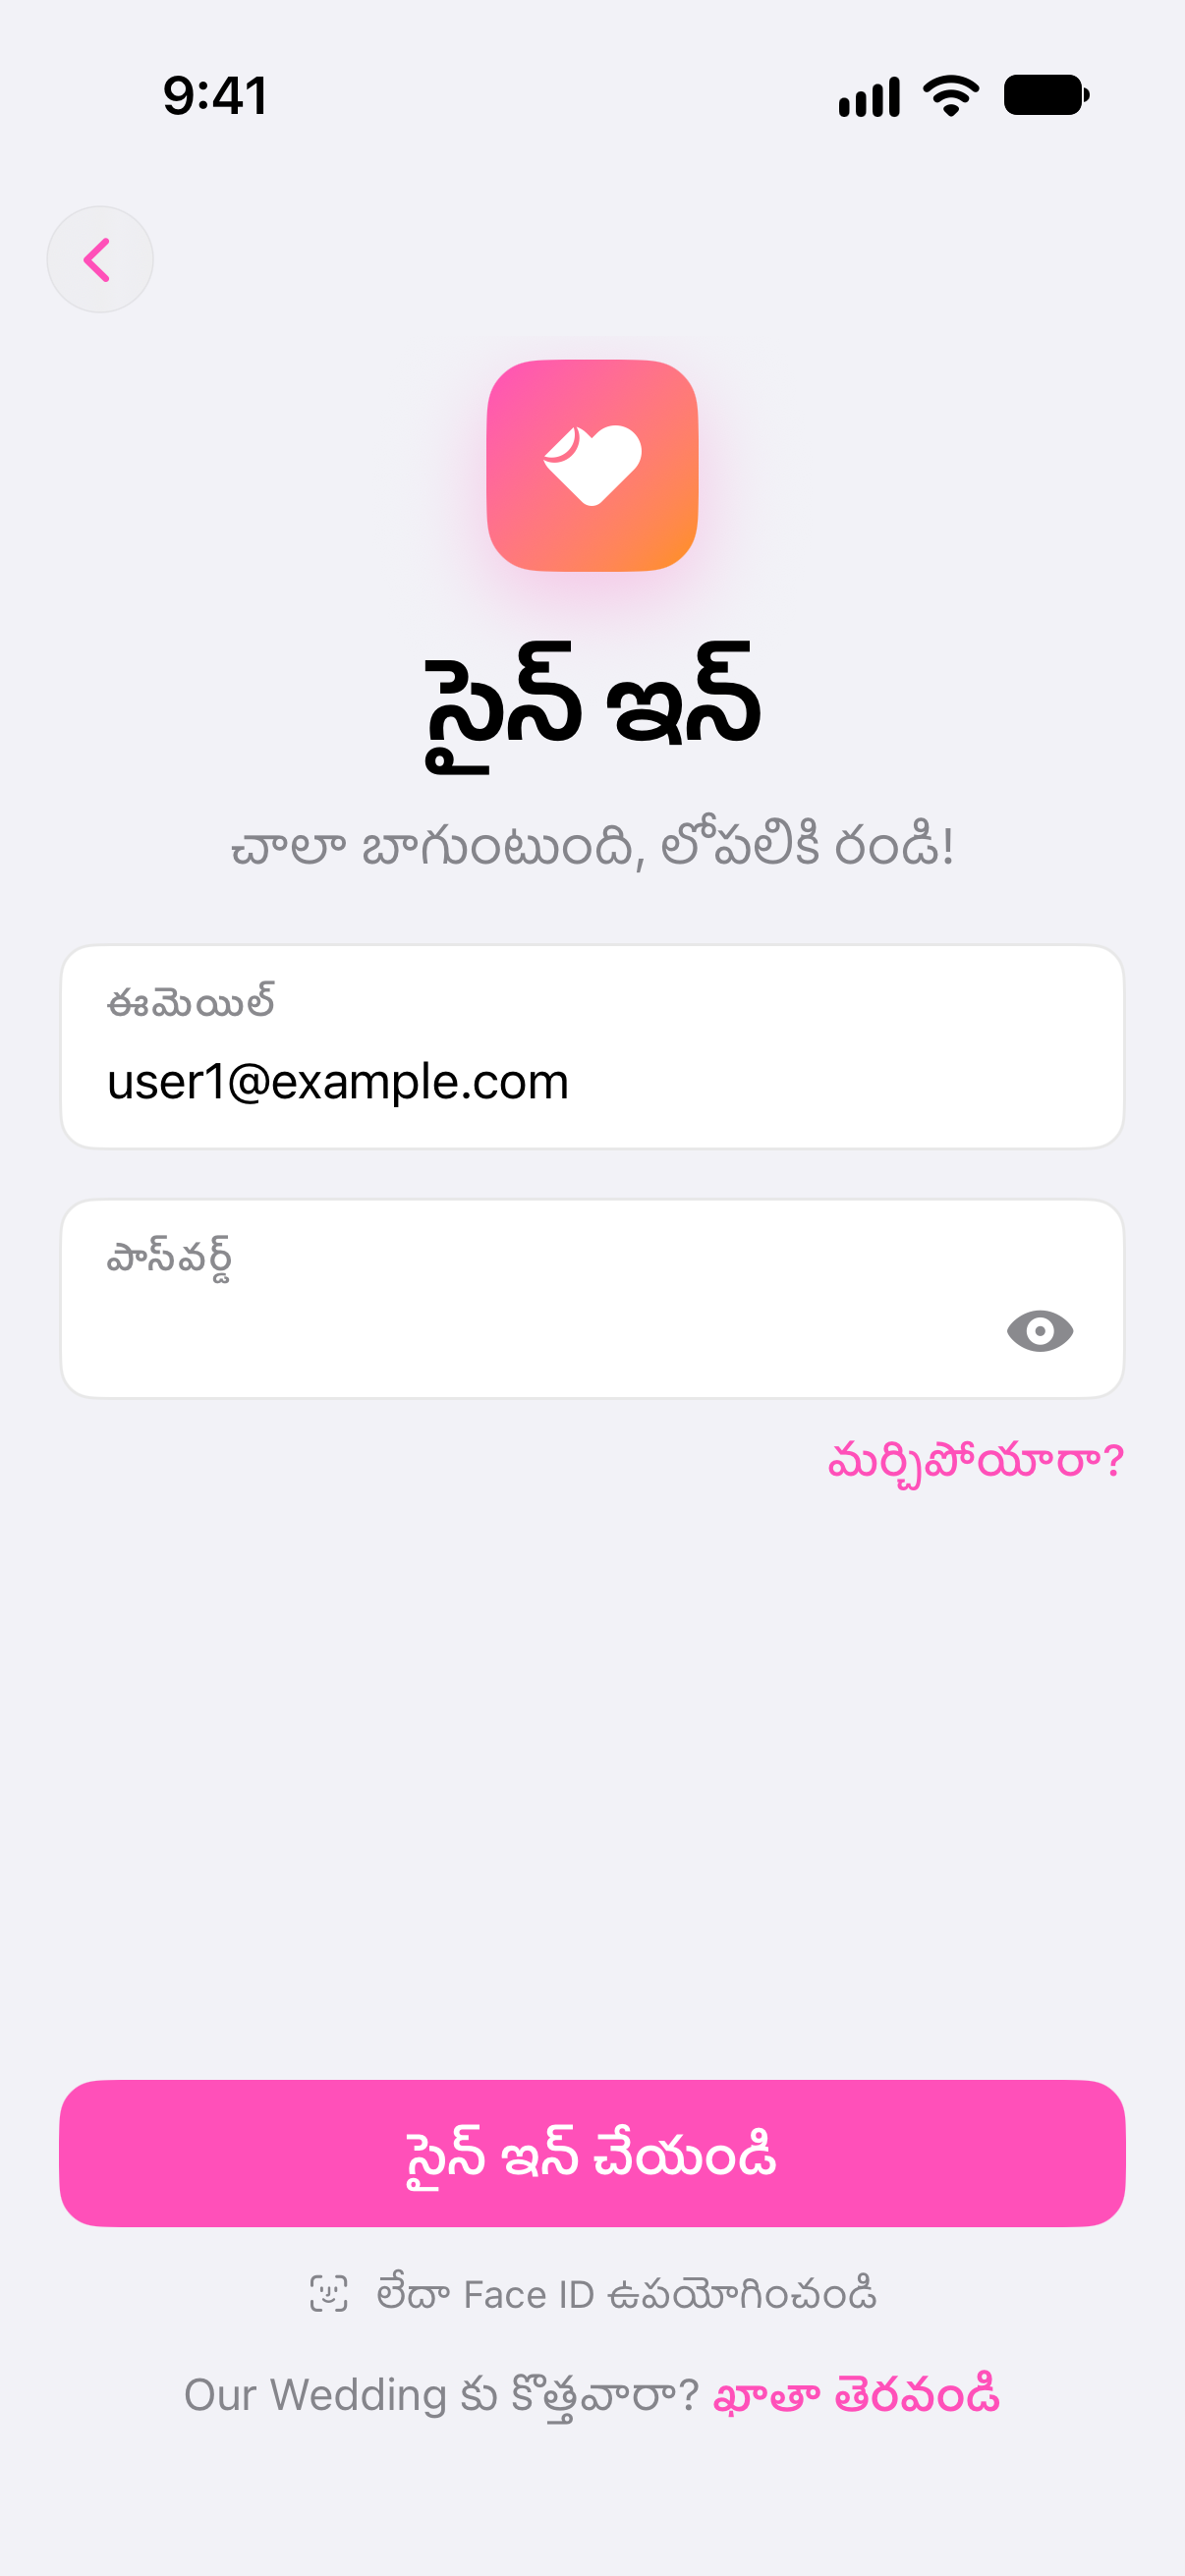 9:41
సైన్ ఇన్
చాలా బాగుంటుంది, లోపలికి రండి!
ఈమెయిల్
user1@example.com
పాస్‌వర్డ్
మర్చిపోయారా?
సైన్ ఇన్ చేయండి
లేదా Face ID ఉపయోగించండి
Our Wedding కు కొత్తవారా? ఖాతా తెరవండి